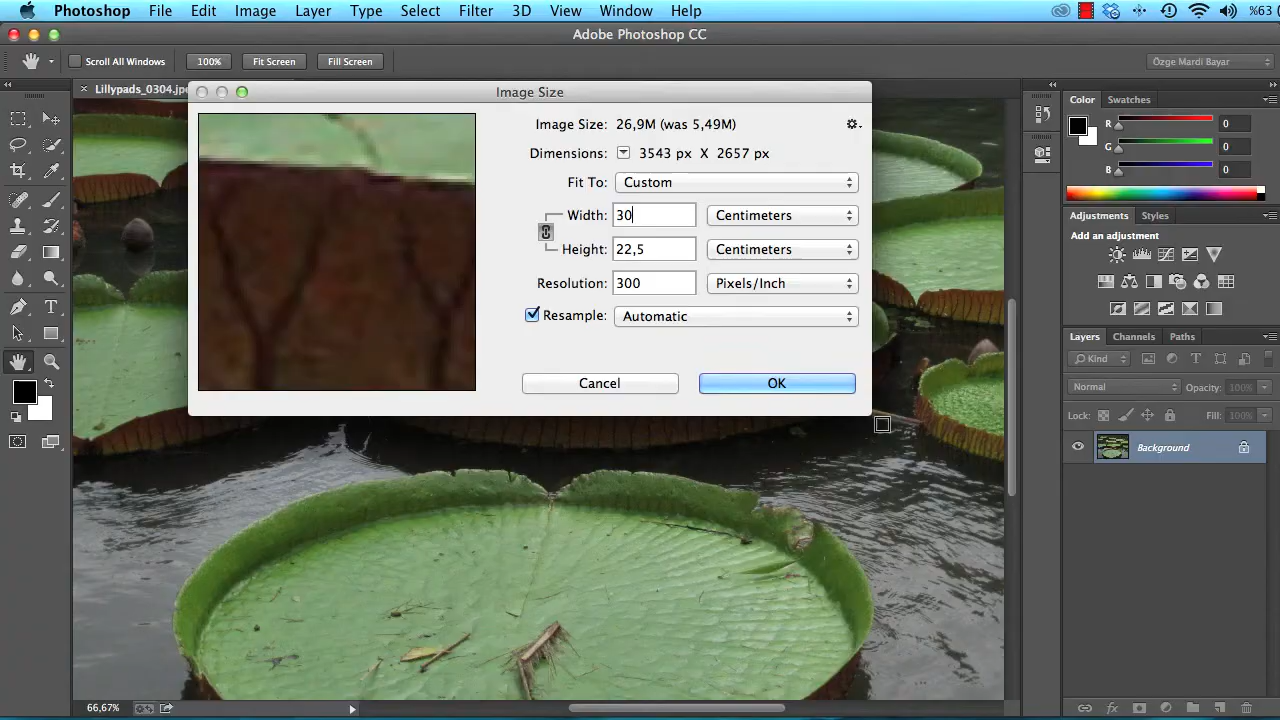 Photoshop File Edit Image Layer Type Select Filter 3D View Window Help %63
Adobe Photoshop CC
Scroll All Windows 100% Fit Screen Fill Screen Özge Mardi Bayar
Lillypads_0304.jpe
Image Size
Image Size: 26,9M (was 5,49M)
Dimensions: 3543 px X 2657 px
Fit To: Custom
Width: 30 Centimeters
Height: 22,5 Centimeters
Resolution: 300 Pixels/Inch
Resample: Automatic
Cancel OK
Color Swatches
R 0
G 0
B 0
Adjustments Styles
Add an adjustment
Layers Channels Paths
Kind
Normal Opacity: 100%
Lock: Fill: 100%
Background
66,67%